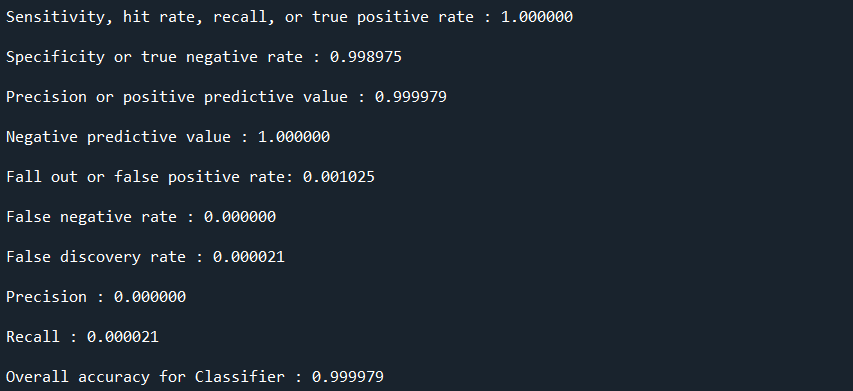 Sensitivity, hit rate, recall, or true positive rate : 1.000000
Specificity or true negative rate : 0.998975
Precision or positive predictive value : 0.999979
Negative predictive value : 1.000000
Fall out or false positive rate: 0.001025
False negative rate : 0.000000
False discovery rate : 0.000021
Precision : 0.000000
Recall : 0.000021
Overall accuracy for Classifier : 0.999979